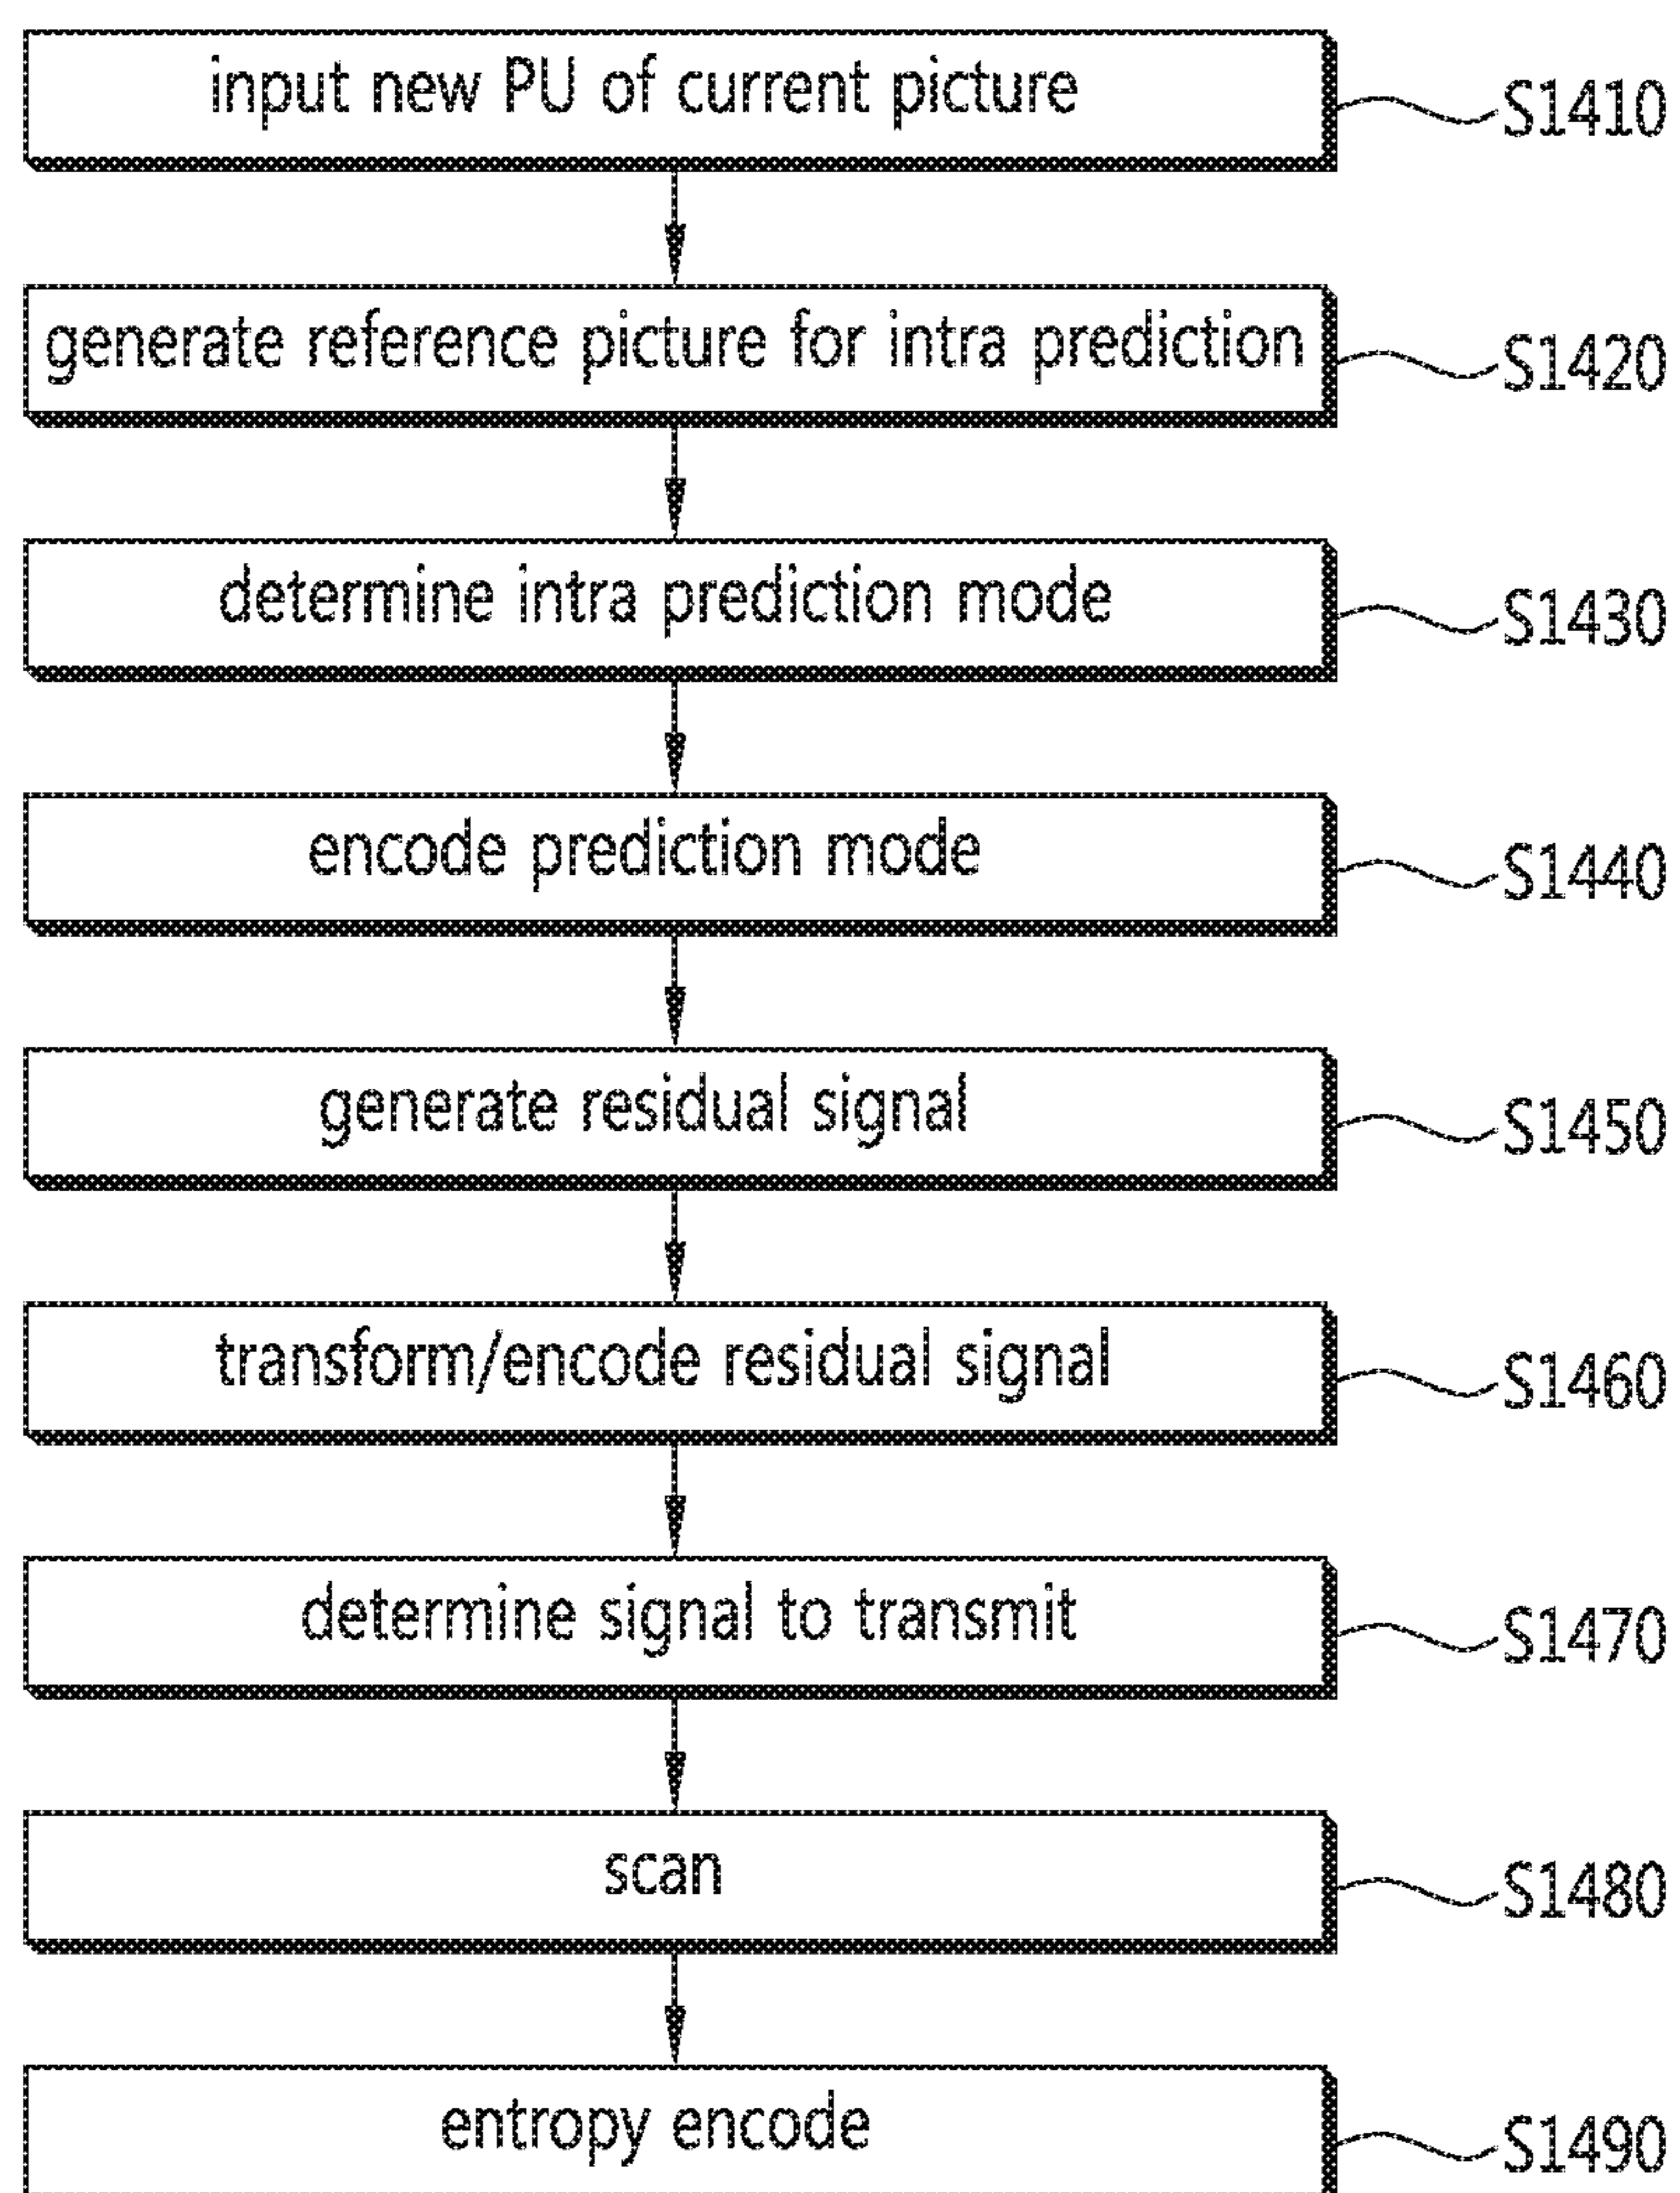 input new PU of current picture
S1410
generate reference picture for intra prediction
S1420
determine intra prediction mode
S1430
encode prediction mode
S1440
generate residual signal
S1450
transform/encode residual signal
S1460
determine signal to transmit
S1470
scan
S1480
entropy encode
S1490